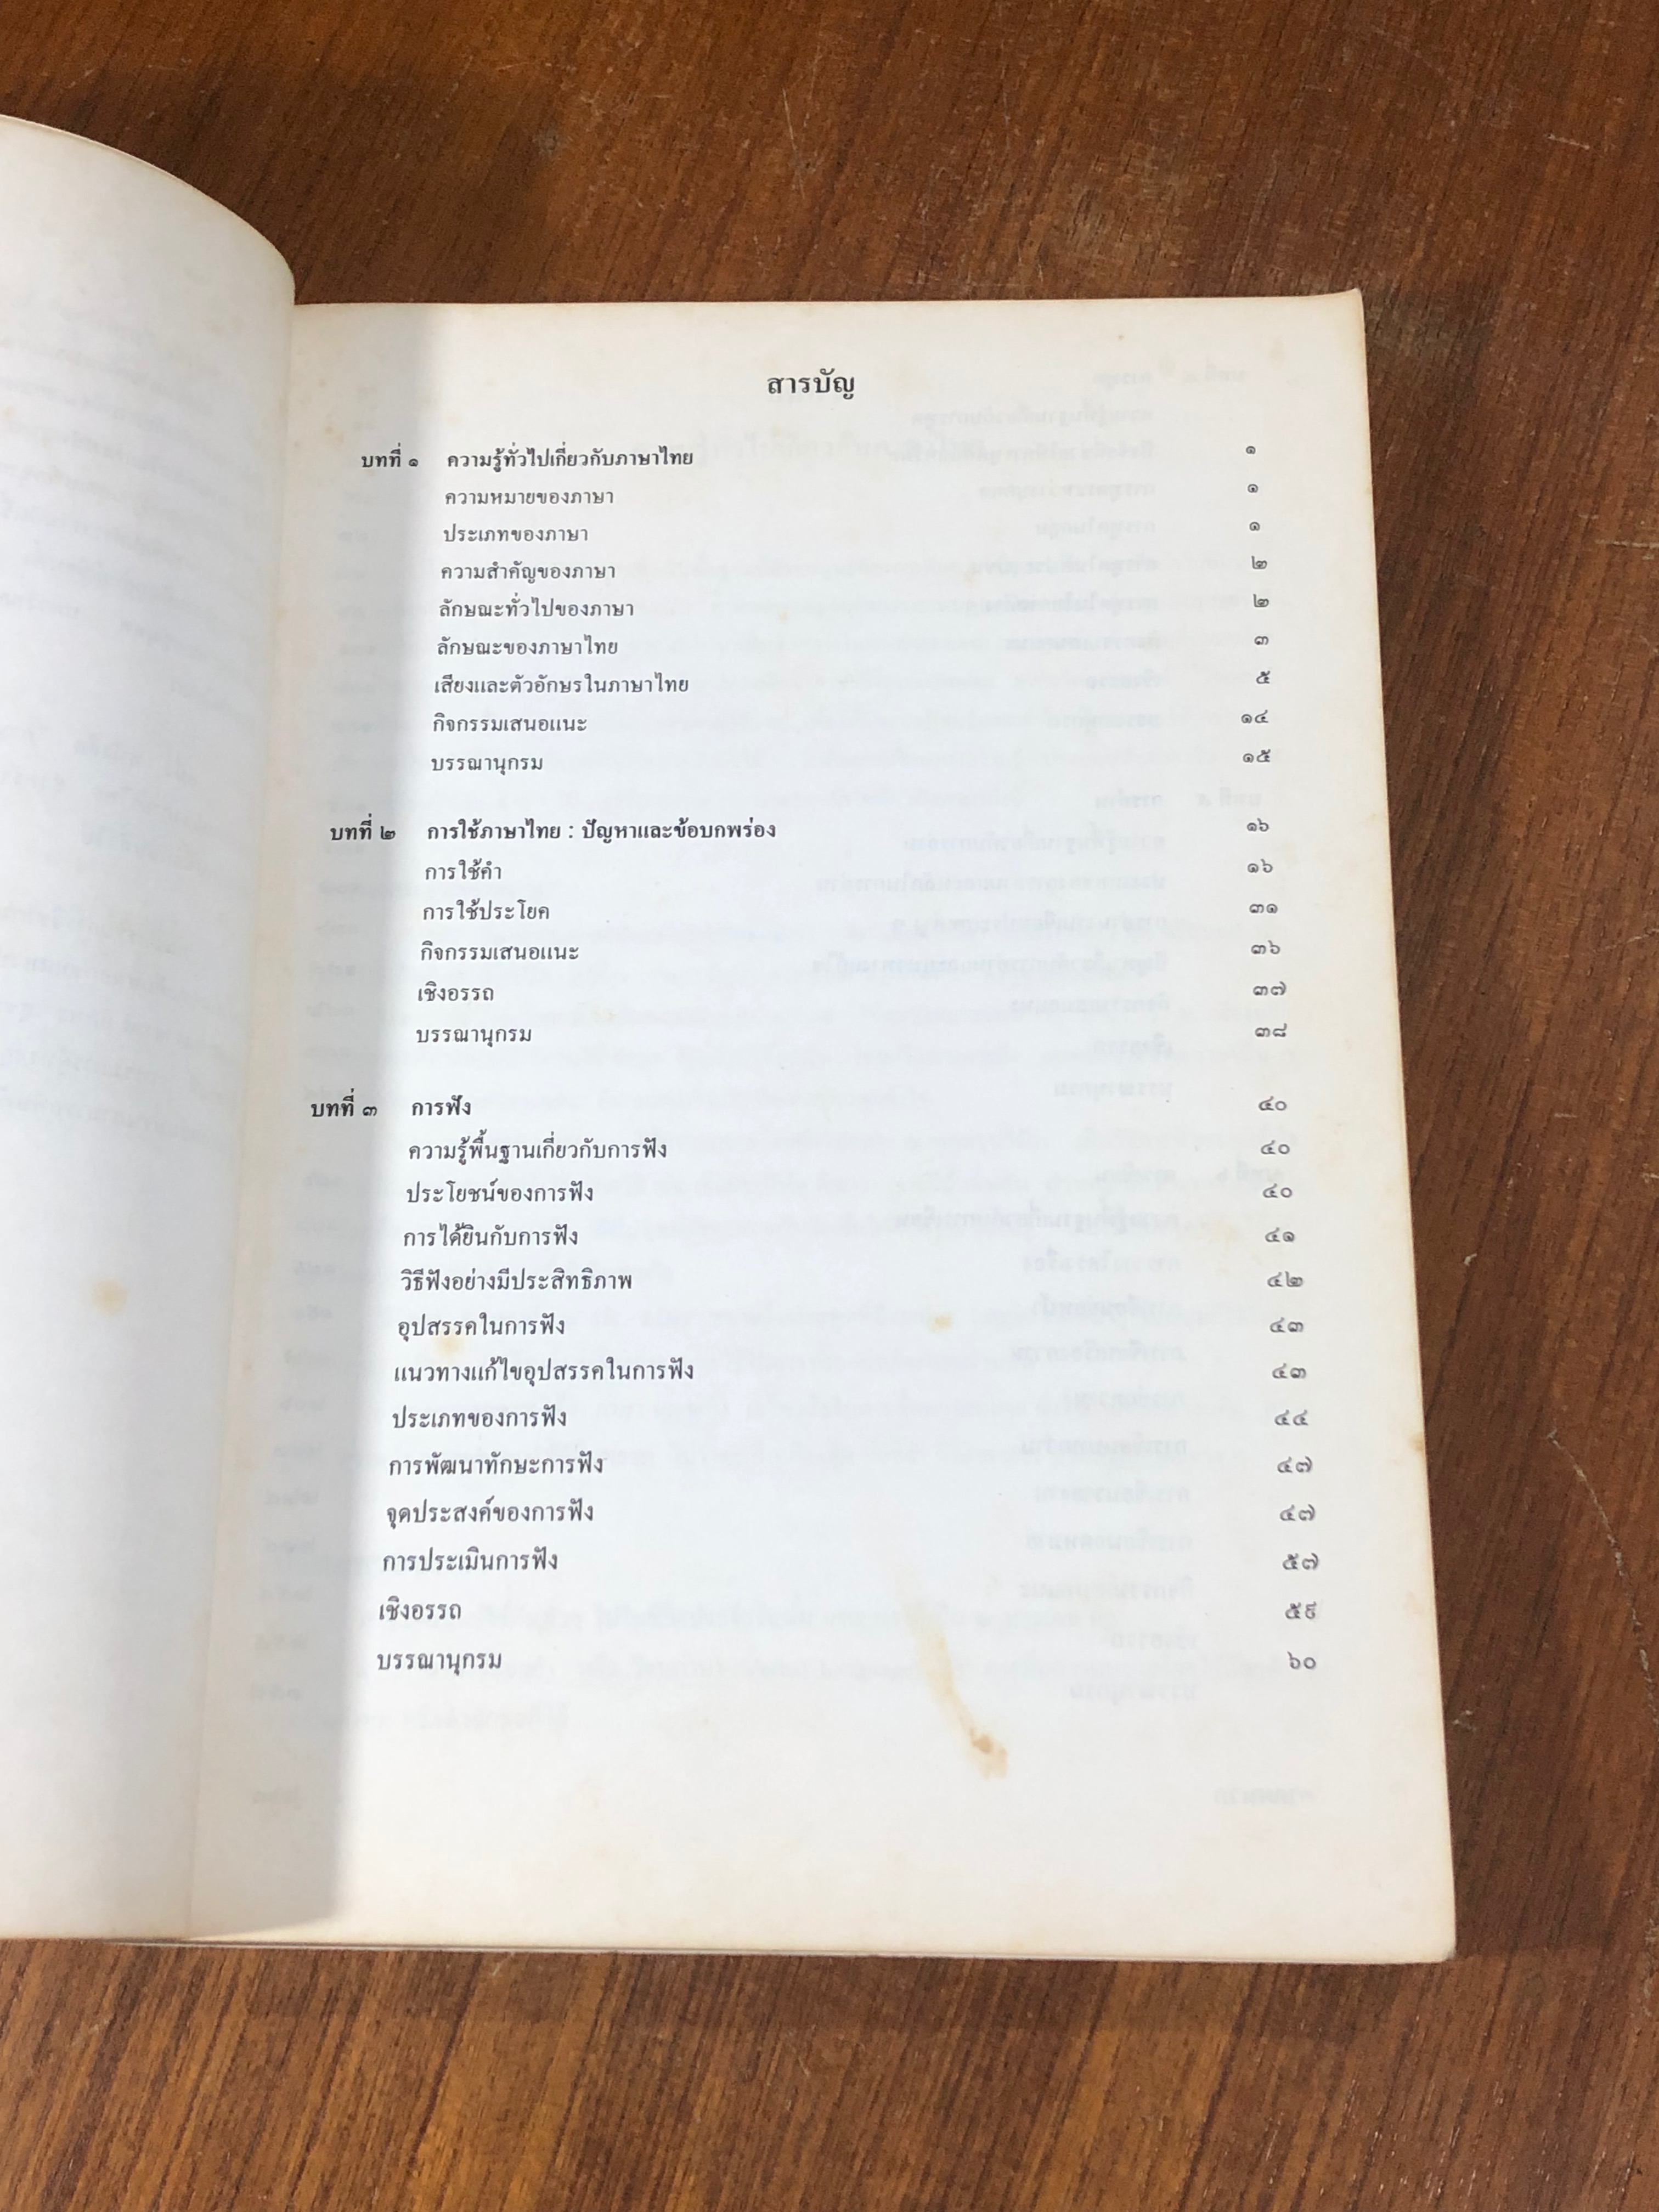 สารบัญ
บทที่ ๑ ความรู้ทั่วไปเกี่ยวกับภาษาไทย ๑
ความหมายของภาษา ๑
ประเภทของภาษา ๑
ความสำคัญของภาษา ๒
ลักษณะทั่วไปของภาษา ๒
ลักษณะของภาษาไทย ๓
เสียงและตัวอักษรในภาษาไทย ๕
กิจกรรมเสนอแนะ ๑๔
บรรณานุกรม ๑๕
บทที่ ๒ การใช้ภาษาไทย : ปัญหาและข้อบกพร่อง ๑๖
การใช้คำ ๑๖
การใช้ประโยค ๓๑
กิจกรรมเสนอแนะ ๓๖
เชิงอรรถ ๓๗
บรรณานุกรม ๓๘
บทที่ ๓ การฟัง ๔๐
ความรู้พื้นฐานเกี่ยวกับการฟัง ๔๐
ประโยชน์ของการฟัง ๔๐
การได้ยินกับการฟัง ๔๑
วิธีฟังอย่างมีประสิทธิภาพ ๔๒
อุปสรรคในการฟัง ๔๓
แนวทางแก้ไขอุปสรรคในการฟัง ๔๓
ประเภทของการฟัง ๔๔
การพัฒนาทักษะการฟัง ๔๗
จุดประสงค์ของการฟัง ๔๗
การประเมินการฟัง ๕๗
เชิงอรรถ ๕๙
บรรณานุกรม ๖๐